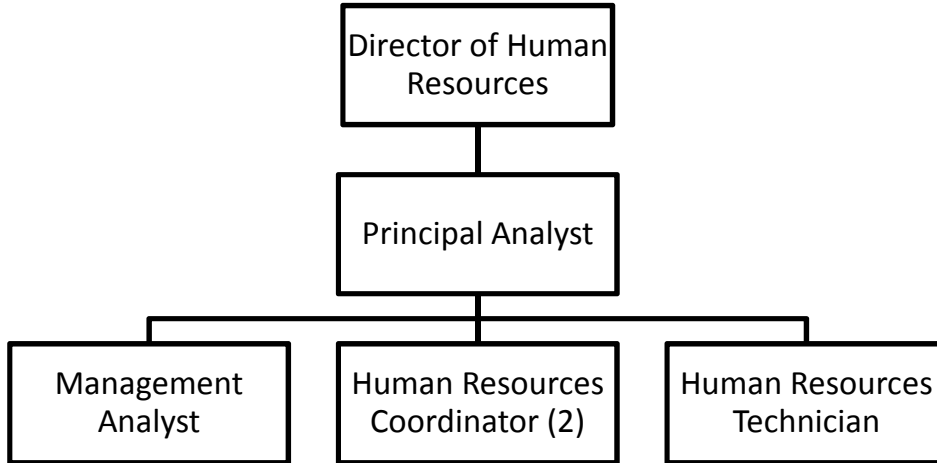 Director of Human
Resources
Principal Analyst
Management
Analyst
Human Resources
Coordinator (2)
Human Resources
Technician